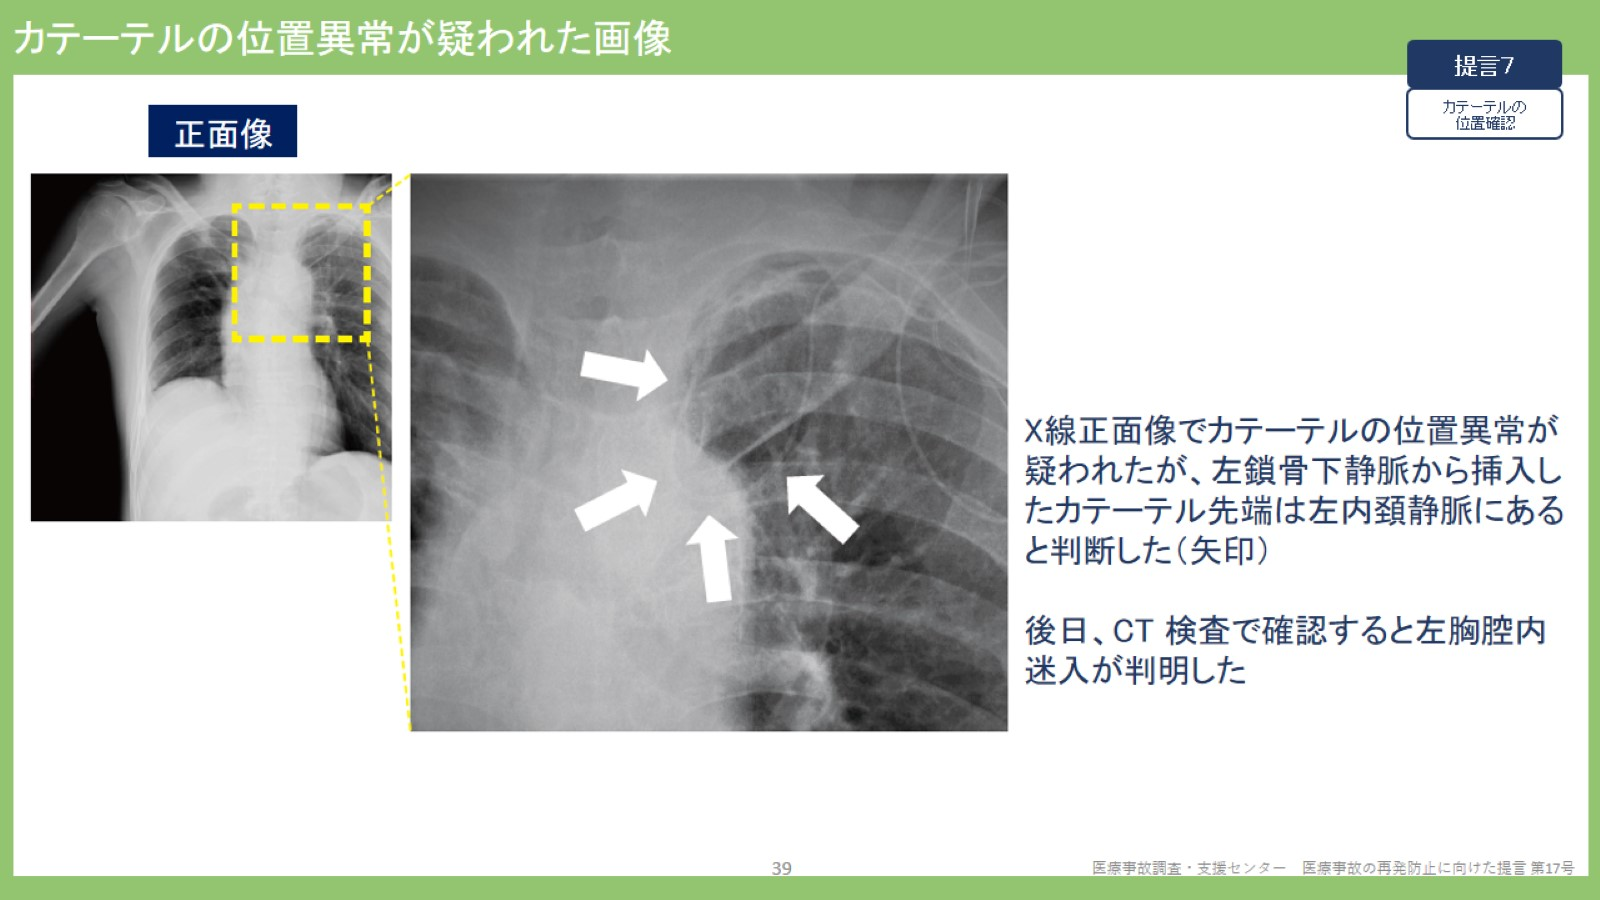 カテーテルの位置異常が疑われた画像
提言7
カテーテルの
位置確認
正面像
X線正面像でカテーテルの位置異常が
疑われたが、左鎖骨下静脈から挿入し
たカテーテル先端は左内頚静脈にある
と判断した（矢印）
後日、CT 検査で確認すると左胸腔内
迷入が判明した
39
医療事故調査・支援センター　医療事故の再発防止に向けた提言 第17号